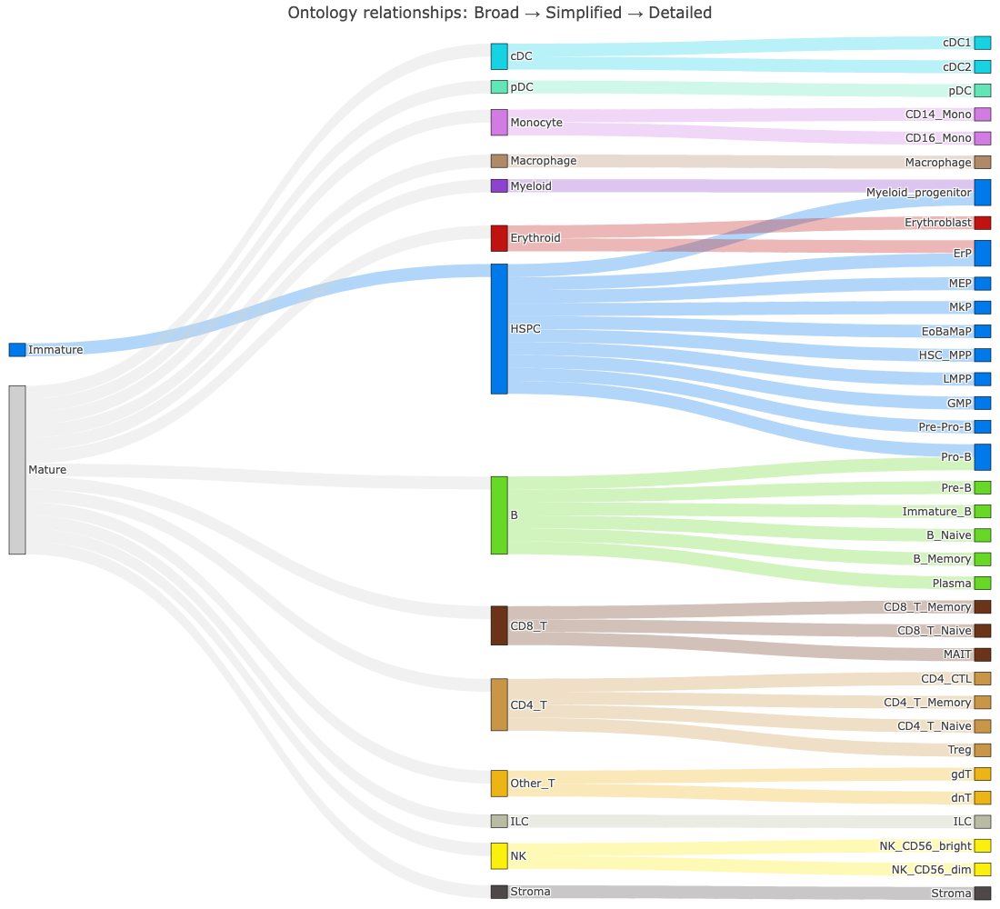 Ontology relationships: Broad → Simplified → Detailed
Immature
Mature
cDC
pDC
Monocyte
Macrophage
Myeloid
Erythroid
HSPC
B
CD8_T
CD4_T
Other_T
ILC
NK
Stroma
cDC1
cDC2
pDC
CD14_Mono
CD16_Mono
Macrophage
Myeloid_progenitor
Erythroblast
ErP
MEP
MkP
EoBaMaP
HSC_MPP
LMPP
GMP
Pre-Pro-B
Pro-B
Pre-B
Immature_B
B_Naive
B_Memory
Plasma
CD8_T_Memory
CD8_T_Naive
MAIT
CD4_CTL
CD4_T_Memory
CD4_T_Naive
Treg
gdT
dnT
ILC
NK_CD56_bright
NK_CD56_dim
Stroma